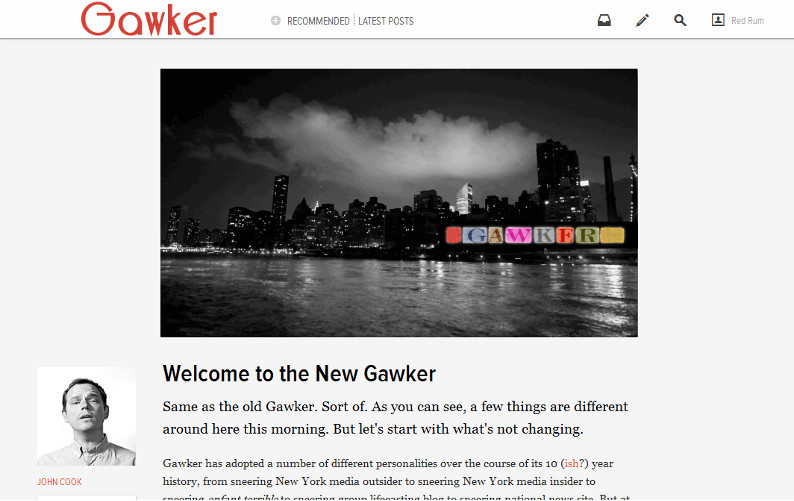 Gawker
RECOMMENDED LATEST POSTS
Red Rum
GAWKER
Welcome to the New Gawker
Same as the old Gawker. Sort of. As you can see, a few things are different
around here this morning. But let's start with what's not changing.
Gawker has adopted a number of different personalities over the course of its 10 (ish?) year
history, from sneering New York media outsider to sneering New York media insider to
sneering enfant terrible to sneering group lifecasting blog to sneering national news site. But at
JOHN COOK